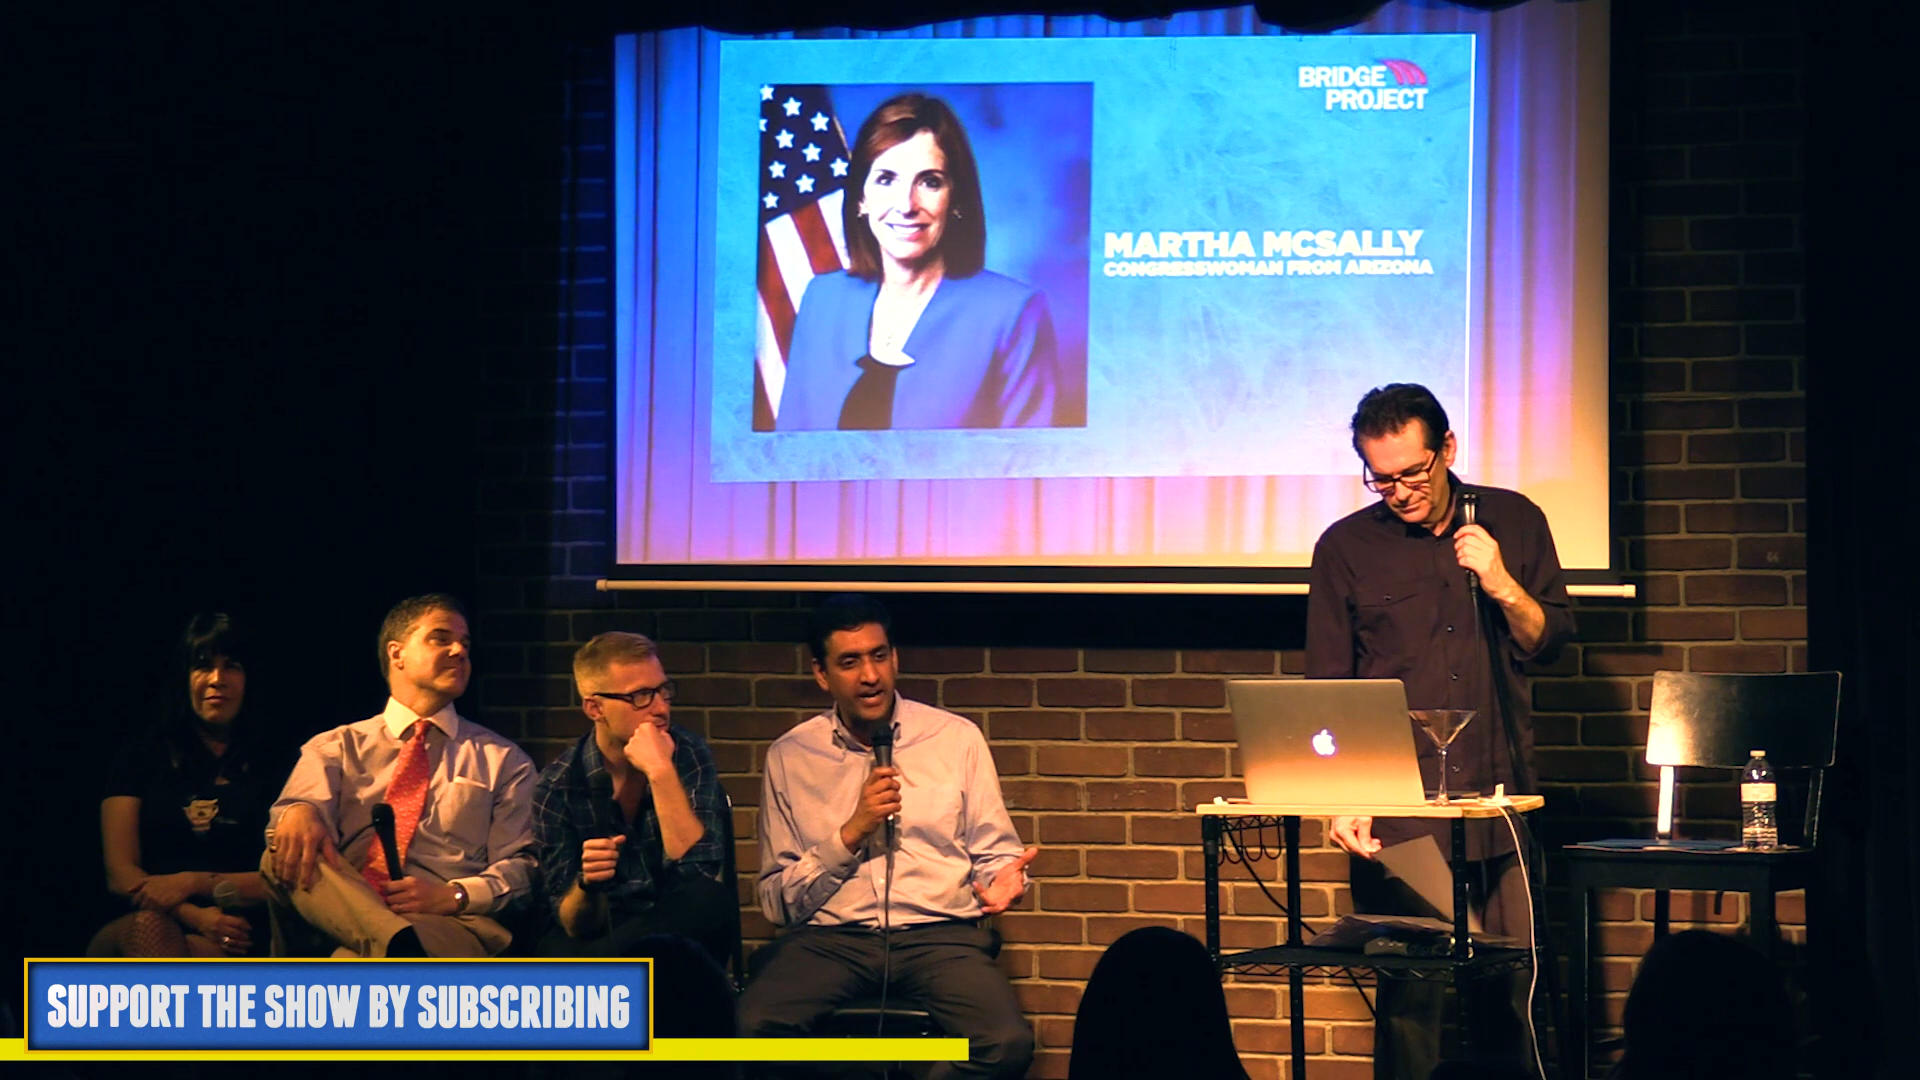 BRIDGE
PROJECT
MARTHA MCSALLY
CONGRESSWOMAN FROM ARIZONA
SUPPORT THE SHOW BY SUBSCRIBING